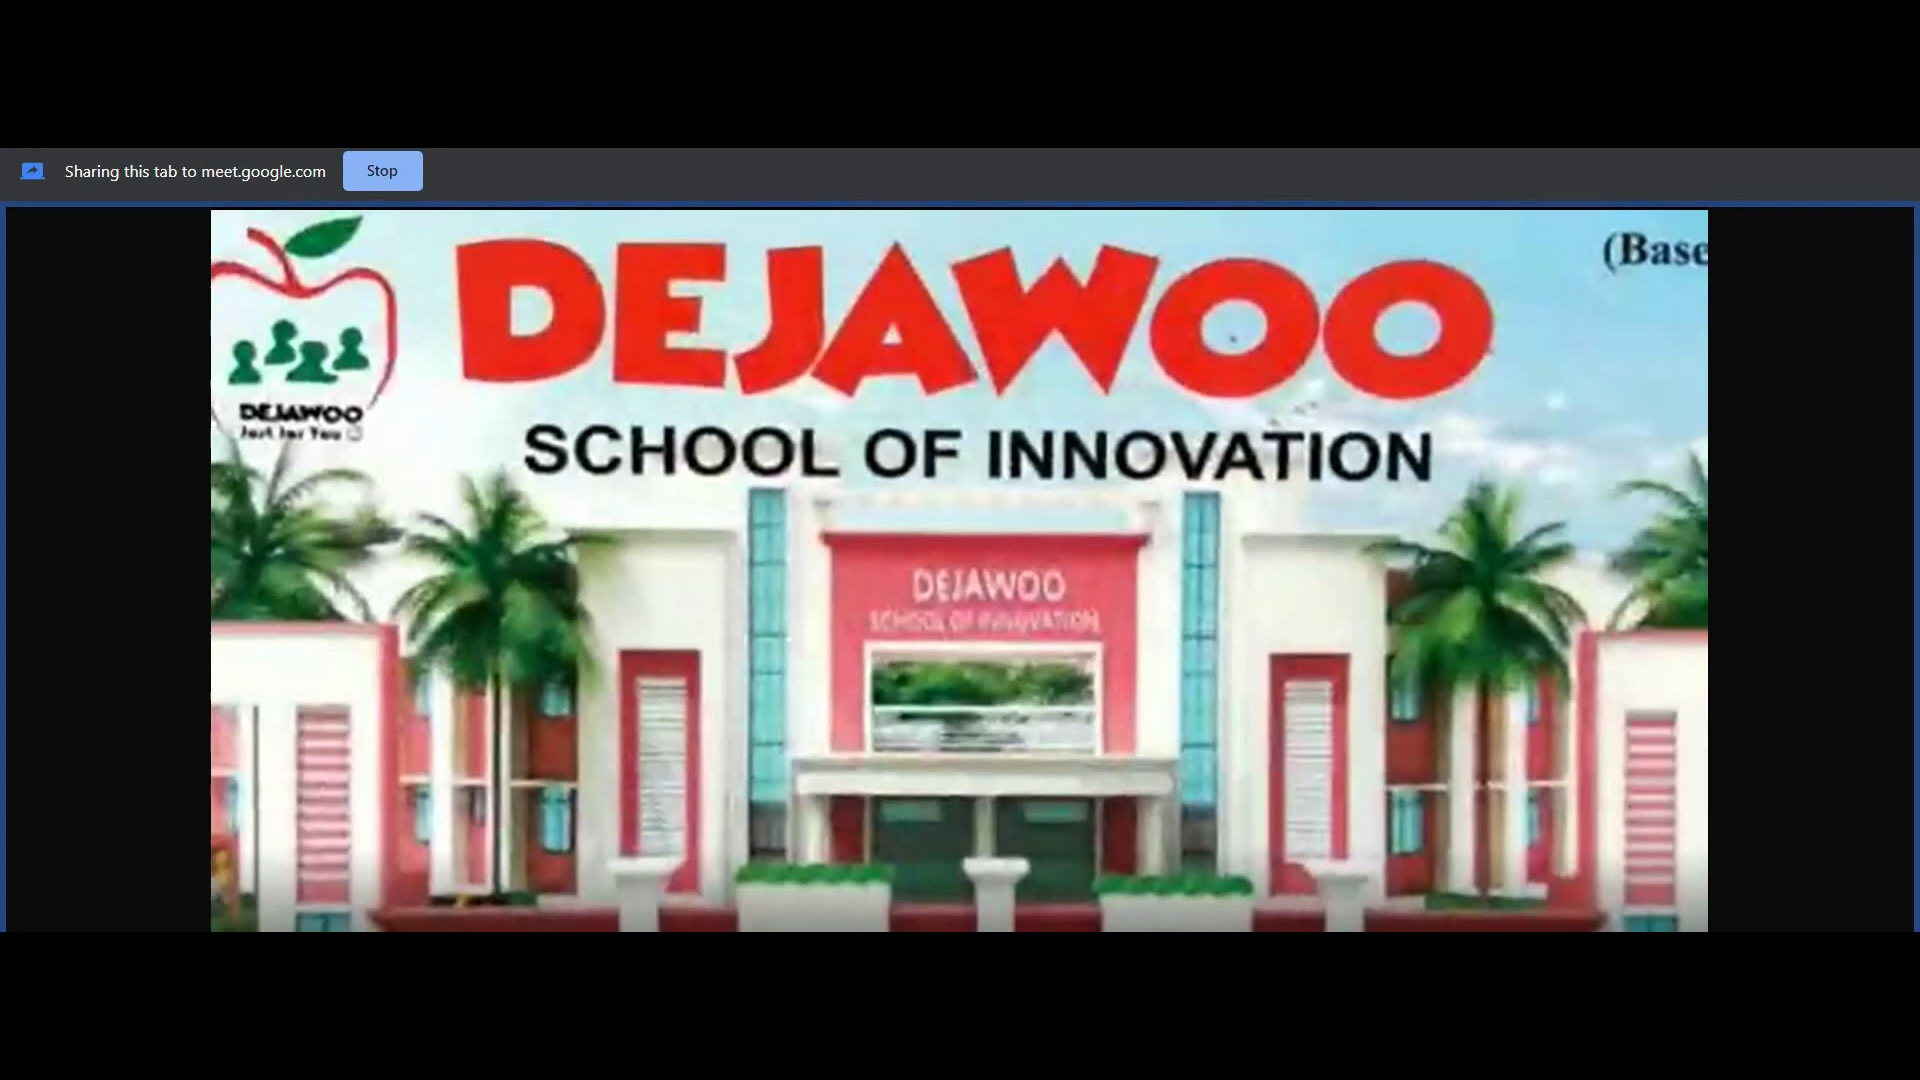 Sharing this tab to meet.google.com
Stop
(Base
DEJAWOO
SCHOOL OF INNOVATION
DEJAWOO
Just for You
DEJAWOO
SCHOOL OF INNOVATION